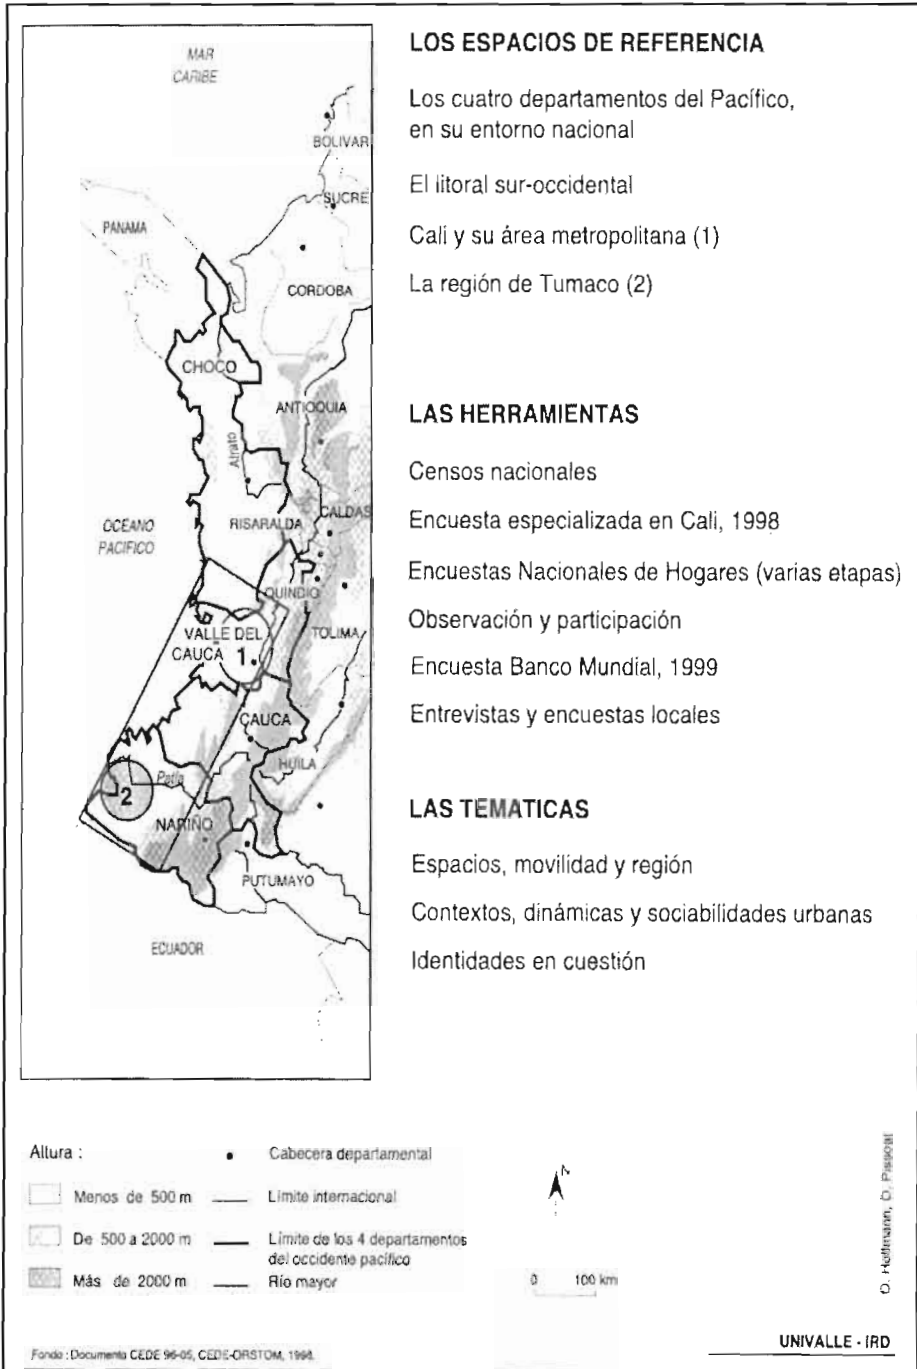 MAR
CARIBE
BOLIVAR
SUCRE
PANAMA
CORDOBA
CHOCO
ANTIOQUIA
Atrato
CALDAS
OCEANO
PACIFICO
RISARALDA
QUINDIO
VALLE DEL
CAUCA
1
TOLIMA
CAUCA
HUILA
Patía
2
NARIÑO
PUTUMAYO
ECUADOR
LOS ESPACIOS DE REFERENCIA
Los cuatro departamentos del Pacífico,
en su entorno nacional
El litoral sur-occidental
Cali y su área metropolitana (1)
La región de Tumaco (2)
LAS HERRAMIENTAS
Censos nacionales
Encuesta especializada en Cali, 1998
Encuestas Nacionales de Hogares (varias etapas)
Observación y participación
Encuesta Banco Mundial, 1999
Entrevistas y encuestas locales
LAS TEMATICAS
Espacios, movilidad y región
Contextos, dinámicas y sociabilidades urbanas
Identidades en cuestión
Altura :
Menos de 500 m
De 500 a 2000 m
Más de 2000 m
Cabecera departamental
Límite internacional
Límite de los 4 departamentos
del occidente pacífico
Río mayor
N
0 100 km
O. Hoffmann, O. Pissoat
Fondo : Documento CEDE 96-05, CEDE-ORSTOM, 1996.
UNIVALLE - IRD